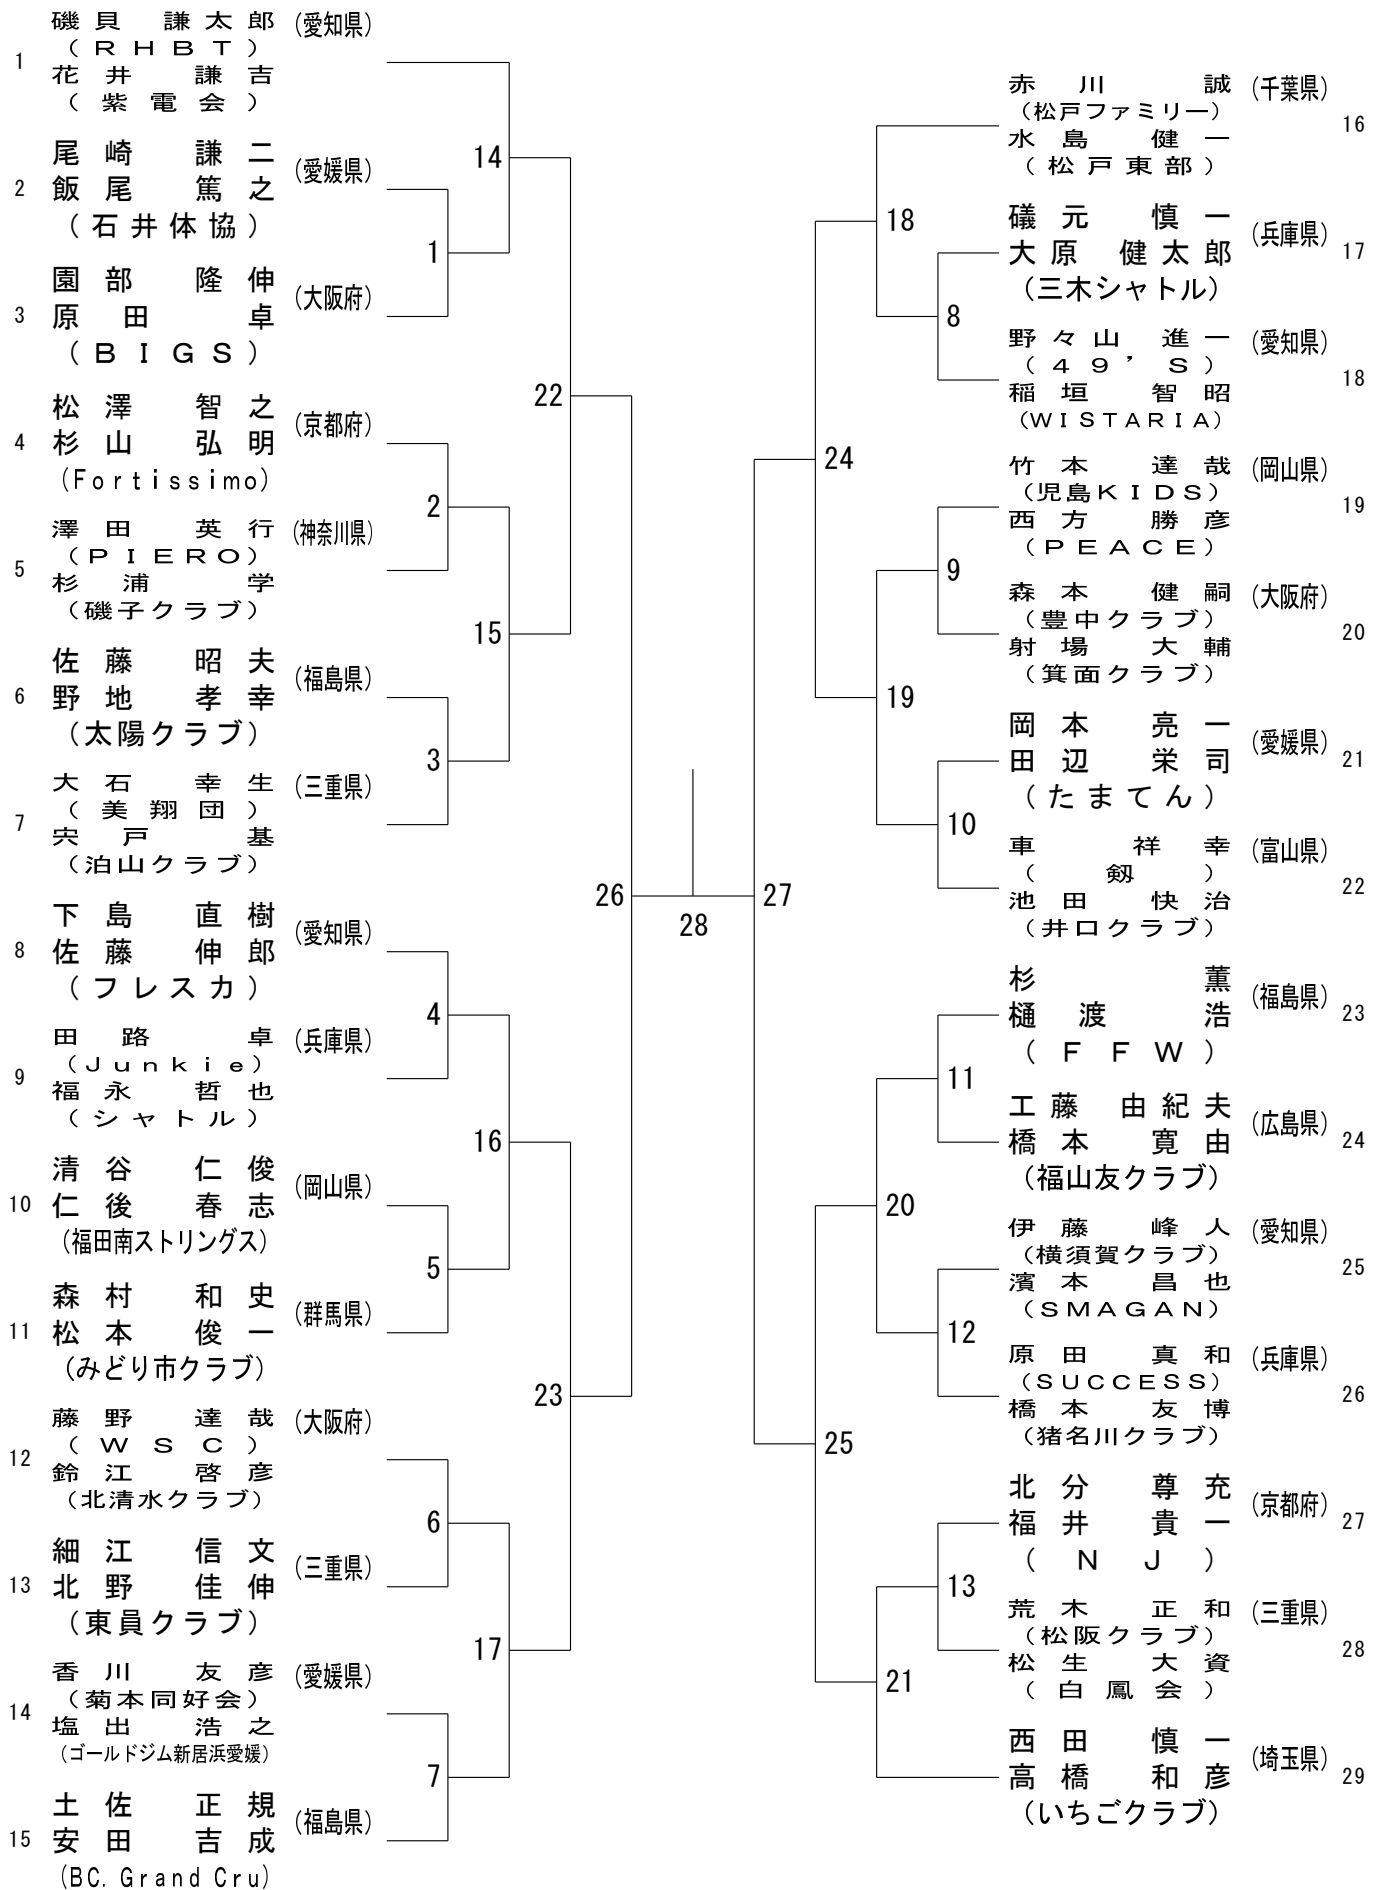 磯貝 謙太郎 (愛知県)
(RHBT)
1
花井 謙吉
(紫電会)
尾崎 謙二 (愛媛県)
2 飯尾 篤之
(石井体協)
園部 隆伸 (大阪府)
3 原田 卓
(BIGS)
松澤 智之 (京都府)
4 杉山 弘明
(Fortissimo)
澤田 英行 (神奈川県)
(PIERO)
5 杉浦 学
(磯子クラブ)
佐藤 昭夫 (福島県)
6 野地 孝幸
(太陽クラブ)
大石 幸生 (三重県)
(美翔団)
7 宍戸 基
(泊山クラブ)
下島 直樹 (愛知県)
8 佐藤 伸郎
(フレスカ)
田路 卓 (兵庫県)
(Junkie)
9 福永 哲也
(シャトル)
清谷 仁俊 (岡山県)
10 仁後 春志
(福田南ストリングス)
森村 和史 (群馬県)
11 松本 俊一
(みどり市クラブ)
藤野 達哉 (大阪府)
(WSC)
12 鈴江 啓彦
(北清水クラブ)
細江 信文 (三重県)
13 北野 佳伸
(東員クラブ)
香川 友彦 (愛媛県)
(菊本同好会)
14 塩出 浩之
(ゴールドジム新居浜愛媛)
土佐 正規 (福島県)
15 安田 吉成
(BC. Grand Cru)
14
1
22
2
15
3
26
4
16
5
23
6
17
7
28
27
18
8
24
9
19
10
11
20
12
25
13
21
赤川 誠 (千葉県)
(松戸ファミリー)
16
水島 健一
(松戸東部)
礒元 慎一 (兵庫県)
大原 健太郎 17
(三木シャトル)
野々山 進一 (愛知県)
(49’S)
18
稲垣 智昭
(WISTARIA)
竹本 達哉 (岡山県)
(児島KIDS)
19
西方 勝彦
(PEACE)
森本 健嗣 (大阪府)
(豊中クラブ)
20
射場 大輔
(箕面クラブ)
岡本 亮一 (愛媛県)
田辺 栄司 21
(たまてん)
車 祥幸 (富山県)
(剱)
22
池田 快治
(井口クラブ)
杉 薫 (福島県)
樋渡 浩 23
(FFW)
工藤 由紀夫 (広島県)
橋本 寛由 24
(福山友クラブ)
伊藤 峰人 (愛知県)
(横須賀クラブ)
25
濱本 昌也
(SMAGAN)
原田 真和 (兵庫県)
(SUCCESS)
26
橋本 友博
(猪名川クラブ)
北分 尊充 (京都府)
福井 貴一 27
(NJ)
荒木 正和 (三重県)
(松阪クラブ)
28
松生 大資
(白鳳会)
西田 慎一 (埼玉県)
高橋 和彦 29
(いちごクラブ)